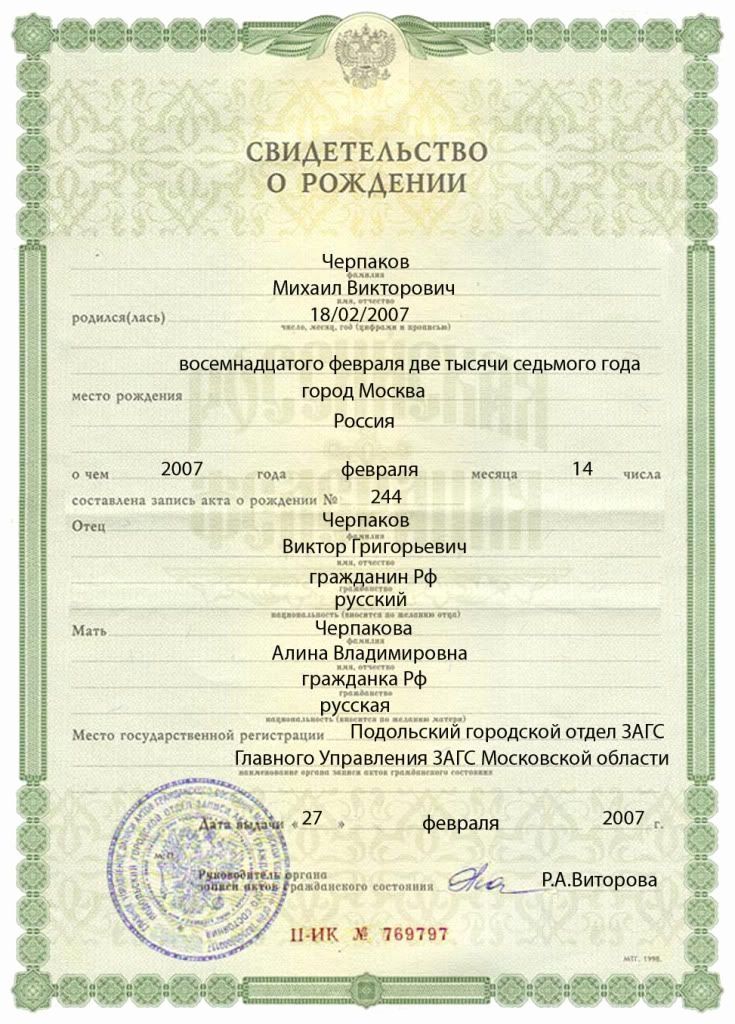 СВИДЕТЕЛЬСТВО
О РОЖДЕНИИ
Черпаков
фамилия
Михаил Викторович
имя, отчество
родился(лась) 18/02/2007
число, месяц, год (цифрами и прописью)
восемнадцатого февраля две тысячи седьмого года
место рождения город Москва
Россия
о чем 2007 года февраля месяца 14 числа
составлена запись акта о рождении № 244
Отец Черпаков
фамилия
Виктор Григорьевич
имя, отчество
гражданин Рф
гражданство
русский
национальность (вносится по желанию отца)
Мать Черпакова
фамилия
Алина Владимировна
имя, отчество
гражданка Рф
гражданство
русская
национальность (вносится по желанию матери)
Место государственной регистрации Подольский городской отдел ЗАГС
Главного Управления ЗАГС Московской области
наименование органа записи актов гражданского состояния
Дата выдачи « 27 » февраля 2007 г.
М.П.
Руководитель органа
записи актов гражданского состояния Р.А.Виторова
II-ИК № 769797
МТГ. 1998.
РОССИЙСКАЯ
ФЕДЕРАЦИЯ